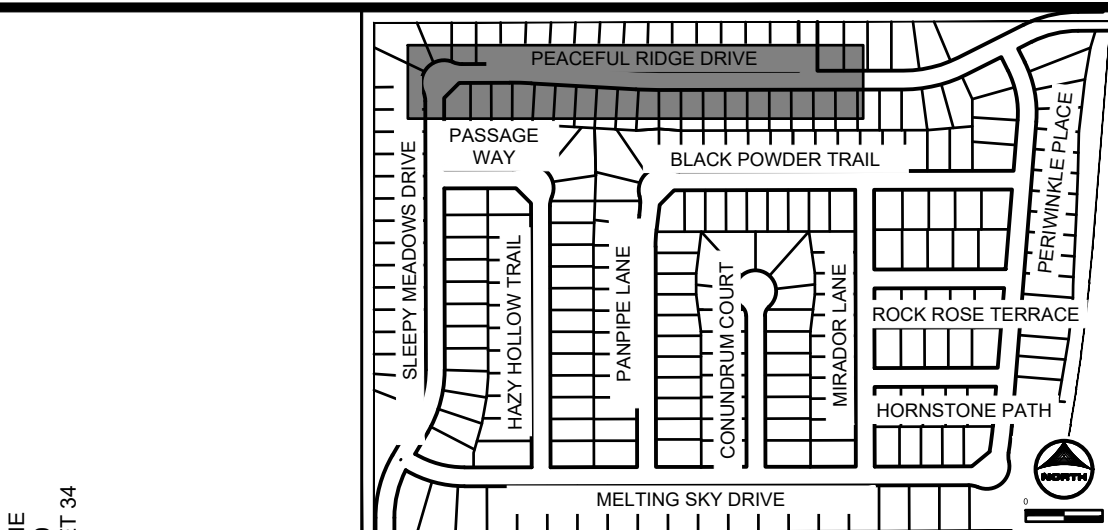 PEACEFUL RIDGE DRIVE
PASSAGE
WAY
BLACK POWDER TRAIL
SLEEPY MEADOWS DRIVE
PERIWINKLE PLACE
HAZY HOLLOW TRAIL
PANPIPE LANE
CONUNDRUM COURT
MIRADOR LANE
ROCK ROSE TERRACE
HORNSTONE PATH
MELTING SKY DRIVE
NORTH
0
34